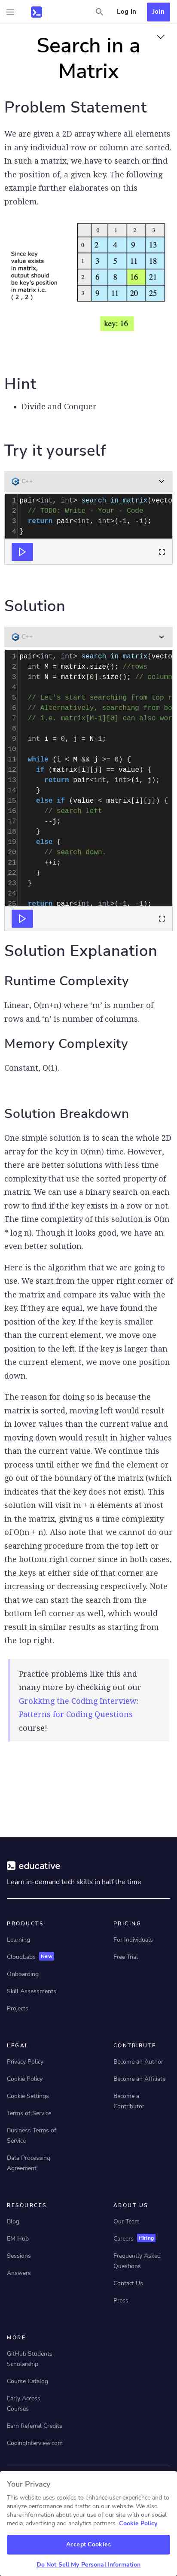 Log In
Join
Search in a
Matrix
Problem Statement
We are given a 2D array where all elements
in any individual row or column are sorted.
In such a matrix, we have to search or find
the position of, a given key. The following
example further elaborates on this
problem.
Since key
value exists
in matrix,
output should
be key's position
in matrix i.e.
( 2 , 2 )
0 1 2 3
0 2 4 9 13
1 3 5 11 18
2 6 8 16 21
3 9 11 20 25
key: 16
Hint
• Divide and Conquer
Try it yourself
C++
1 pair<int, int> search_in_matrix(vecto
2 // TODO: Write - Your - Code
3 return pair<int, int>(-1, -1);
4 }
Solution
C++
1 pair<int, int> search_in_matrix(vecto
2 int M = matrix.size(); //rows
3 int N = matrix[0].size(); // column
4
5 // Let's start searching from top r
6 // Alternatively, searching from bo
7 // i.e. matrix[M-1][0] can also wor
8
9 int i = 0, j = N-1;
10
11 while (i < M && j >= 0) {
12 if (matrix[i][j] == value) {
13 return pair<int, int>(i, j);
14 }
15 else if (value < matrix[i][j]) {
16 // search left
17 --j;
18 }
19 else {
20 // search down.
21 ++i;
22 }
23 }
24
25 return pair<int, int>(-1, -1);
Solution Explanation
Runtime Complexity
Linear, O(m+n) where ‘m’ is number of
rows and ‘n’ is number of columns.
Memory Complexity
Constant, O(1).
Solution Breakdown
One simple solution is to scan the whole 2D
array for the key in O(mn) time. However,
we can do it with complexity much less time
complexity that use the sorted property of
matrix. We can use a binary search on each
row to find if the key exists in a row or not.
The time complexity of this solution is O(m
* log n). Though it looks good, we have an
even better solution.
Here is the algorithm that we are going to
use. We start from the upper right corner of
the matrix and compare its value with the
key. If they are equal, we have found the
position of the key. If the key is smaller
than the current element, we move one
position to the left. If the key is larger than
the current element, we move one position
down.
The reason for doing so is because the
matrix is sorted, moving left would result
in lower values than the current value and
moving down would result in higher values
than the current value. We continue this
process until either we find the element or
go out of the boundary of the matrix (which
indicates that the key does not exists). This
solution will visit m + n elements at most
in the matrix, giving us a time complexity
of O(m + n). Also note that we cannot do our
searching procedure from the top left or
the bottom right corner since in both cases,
the keys at either side of that cell or both
are increasing or decreasing respectively. Note
that we can start the search from the
bottom left corner as well, which would
result in similar results as starting from
the top right.
Practice problems like this and
many more by checking out our
Grokking the Coding Interview:
Patterns for Coding Questions
course!
educative
Learn in-demand tech skills in half the time
PRODUCTS
Learning
CloudLabs New
Onboarding
Skill Assessments
Projects
PRICING
For Individuals
Free Trial
LEGAL
Privacy Policy
Cookie Policy
Cookie Settings
Terms of Service
Business Terms of
Service
Data Processing
Agreement
CONTRIBUTE
Become an Author
Become an Affiliate
Become a
Contributor
RESOURCES
Blog
EM Hub
Sessions
Answers
ABOUT US
Our Team
Careers Hiring
Frequently Asked
Questions
Contact Us
Press
MORE
GitHub Students
Scholarship
Course Catalog
Early Access
Courses
Earn Referral Credits
CodingInterview.com
Your Privacy
This website uses cookies to enhance user experience and to
analyze performance and traffic on our website. We also share
information about your use of our site with our social media,
advertising and analytics partners. Cookie Policy
Accept Cookies
Do Not Sell My Personal Information